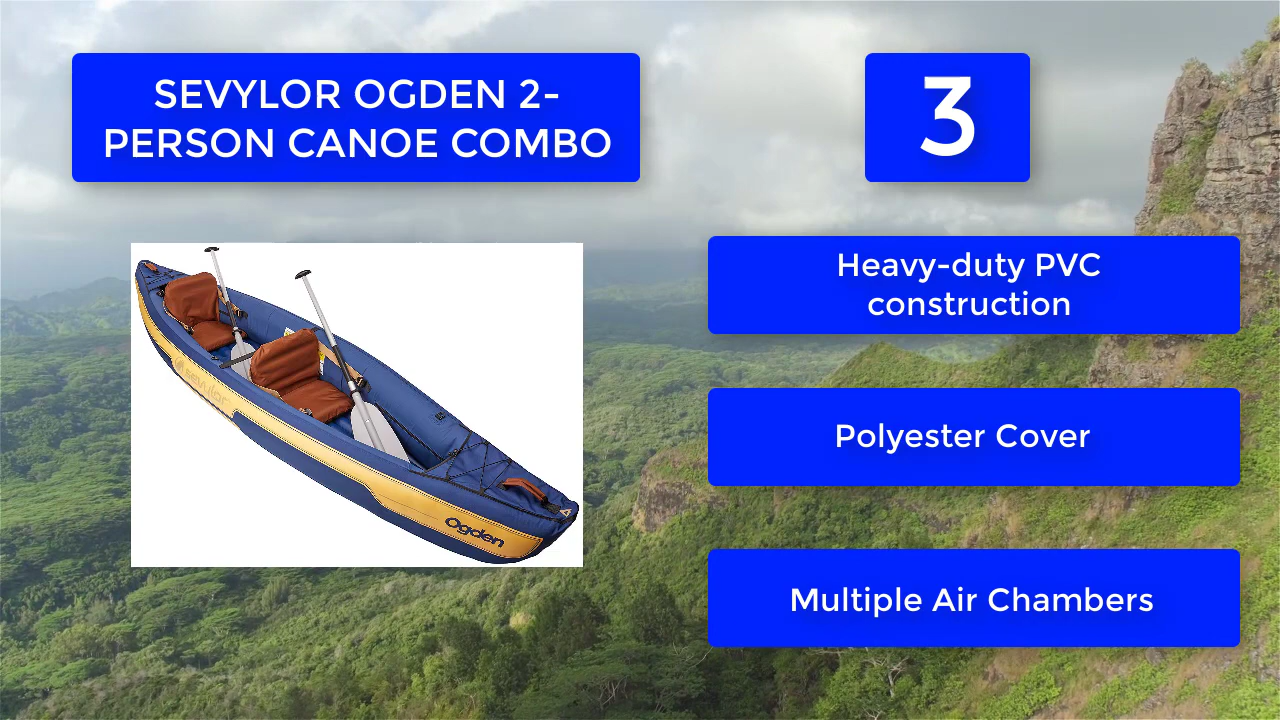 SEVYLOR OGDEN 2-
PERSON CANOE COMBO
3
Heavy-duty PVC
construction
Polyester Cover
Multiple Air Chambers
sevylor
Ogden